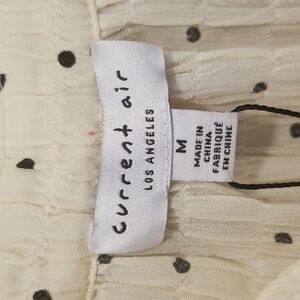 current air
LOS ANGELES
M
MADE IN
CHINA
FABRIQUÉ
EN CHINE